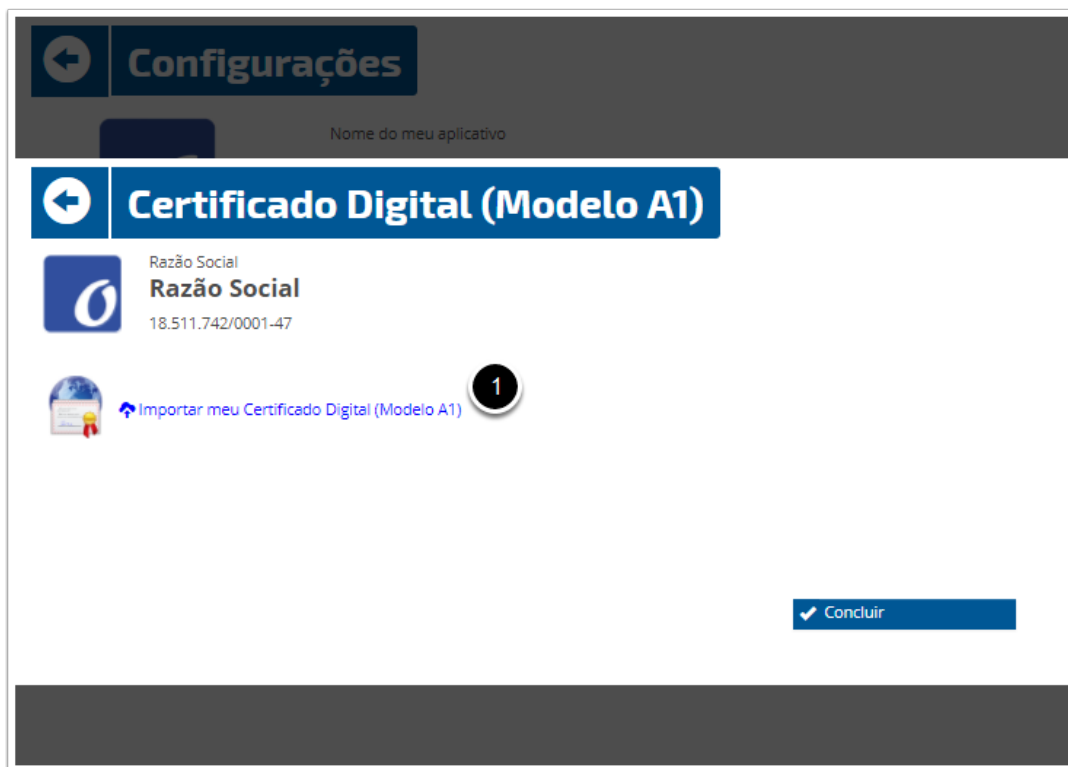 Configurações
Nome do meu aplicativo
Certificado Digital (Modelo A1)
Razão Social
Razão Social
18.511.742/0001-47
1
Importar meu Certificado Digital (Modelo A1)
Concluir